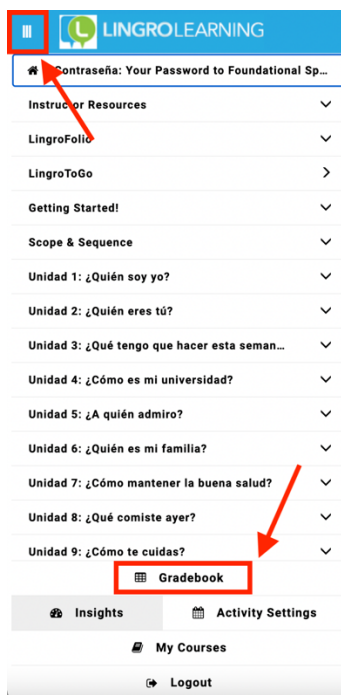 LINGROLEARNING
Contraseña: Your Password to Foundational Sp...
Instructor Resources
LingroFolio
LingroToGo
Getting Started!
Scope & Sequence
Unidad 1: ¿Quién soy yo?
Unidad 2: ¿Quién eres tú?
Unidad 3: ¿Qué tengo que hacer esta seman...
Unidad 4: ¿Cómo es mi universidad?
Unidad 5: ¿A quién admiro?
Unidad 6: ¿Quién es mi familia?
Unidad 7: ¿Cómo mantener la buena salud?
Unidad 8: ¿Qué comiste ayer?
Unidad 9: ¿Cómo te cuidas?
Gradebook
Insights Activity Settings
My Courses
Logout